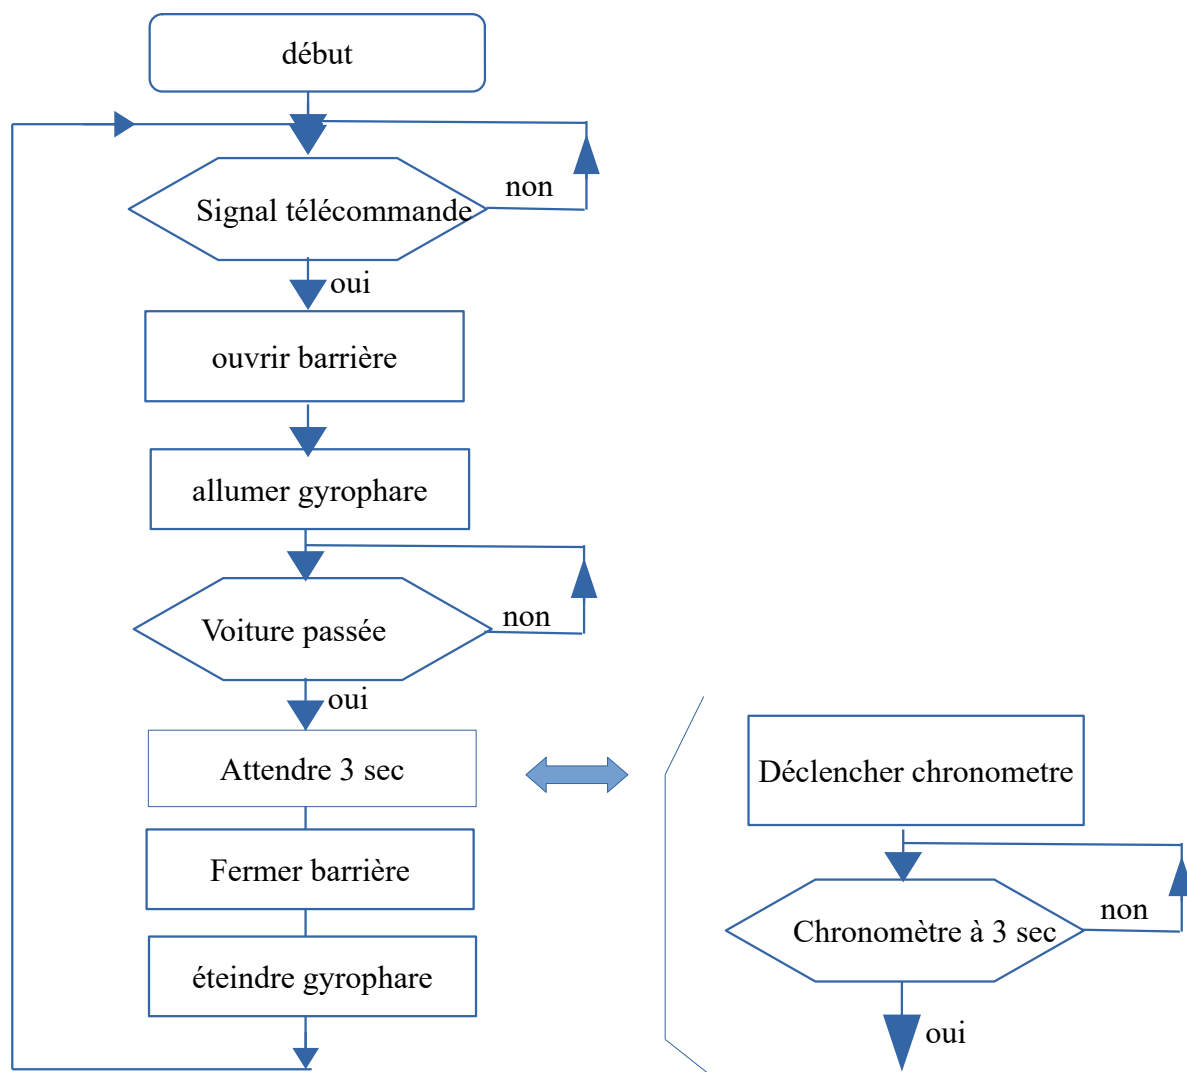 début
non
Signal télécommande
oui
ouvrir barrière
allumer gyrophare
non
Voiture passée
oui
Attendre 3 sec
Fermer barrière
éteindre gyrophare
Déclencher chronometre
non
Chronomètre à 3 sec
oui